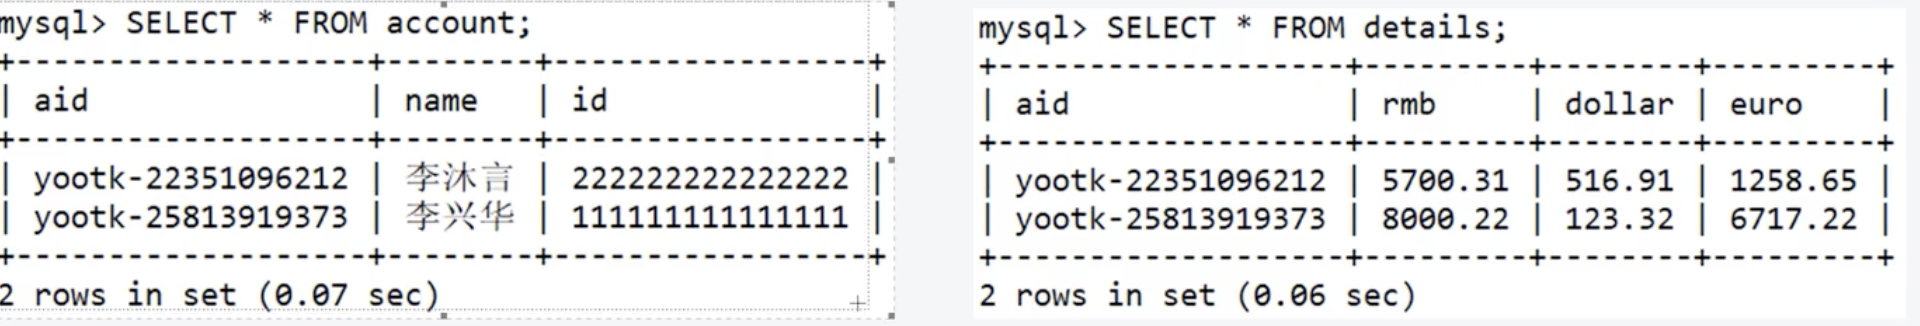 mysql> SELECT * FROM account;
+-------------------+--------+-----------------+
| aid | name | id |
+-------------------+--------+-----------------+
| yootk-22351096212 | 李沐言 | 222222222222222 |
| yootk-25813919373 | 李兴华 | 111111111111111 |
+-------------------+--------+-----------------+
2 rows in set (0.07 sec)
mysql> SELECT * FROM details;
+-------------------+---------+--------+---------+
| aid | rmb | dollar | euro |
+-------------------+---------+--------+---------+
| yootk-22351096212 | 5700.31 | 516.91 | 1258.65 |
| yootk-25813919373 | 8000.22 | 123.32 | 6717.22 |
+-------------------+---------+--------+---------+
2 rows in set (0.06 sec)